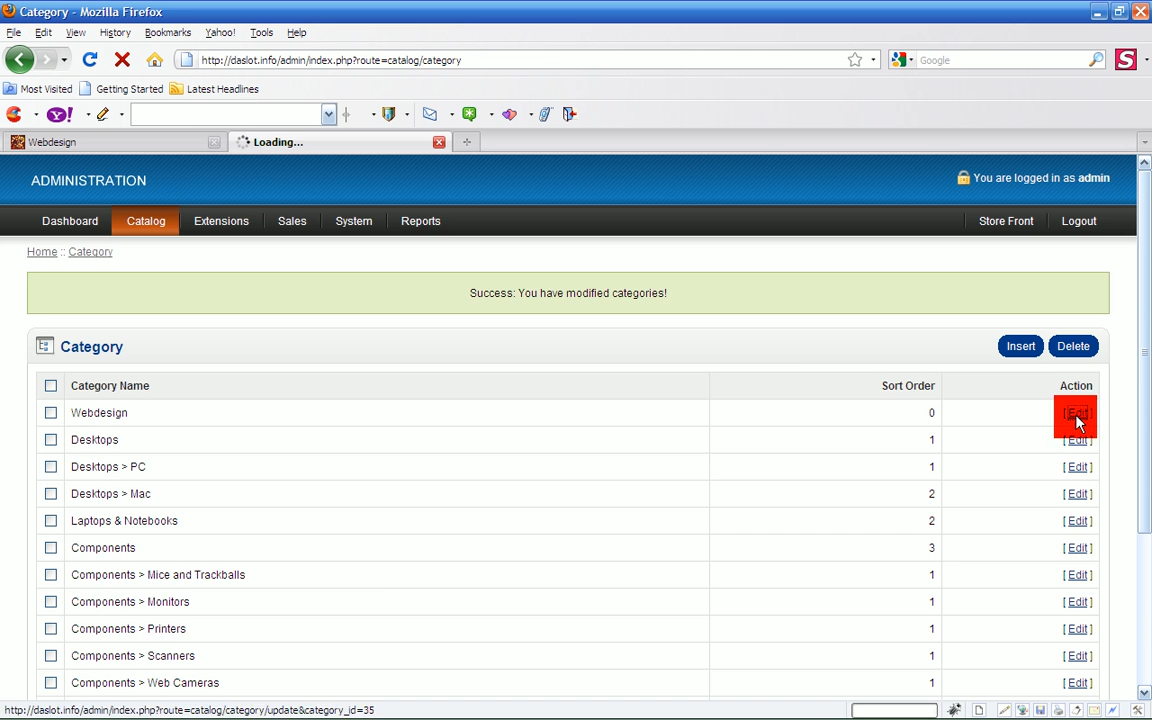 Category - Mozilla Firefox
File Edit View History Bookmarks Yahoo! Tools Help
http://daslot.info/admin/index.php?route=catalog/category Google
Most Visited Getting Started Latest Headlines
Y!
Webdesign Loading...
ADMINISTRATION You are logged in as admin
Dashboard Catalog Extensions Sales System Reports Store Front Logout
Home :: Category
Success: You have modified categories!
Category Insert Delete
Category Name Sort Order Action
Webdesign 0 [ Edit ]
Desktops 1 [ Edit ]
Desktops > PC 1 [ Edit ]
Desktops > Mac 2 [ Edit ]
Laptops & Notebooks 2 [ Edit ]
Components 3 [ Edit ]
Components > Mice and Trackballs 1 [ Edit ]
Components > Monitors 1 [ Edit ]
Components > Printers 1 [ Edit ]
Components > Scanners 1 [ Edit ]
Components > Web Cameras 1 [ Edit ]
http://daslot.info/admin/index.php?route=catalog/category/update&category_id=35